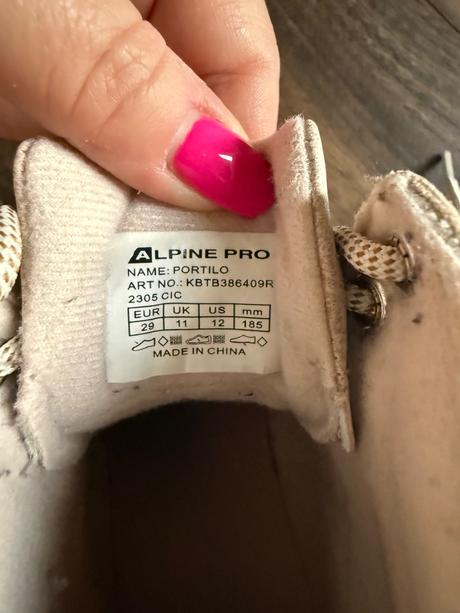 ALPINE PRO
NAME: PORTILO
ART NO.: KBTB386409R
2305 CIC
EUR UK US mm
29 11 12 185
MADE IN CHINA